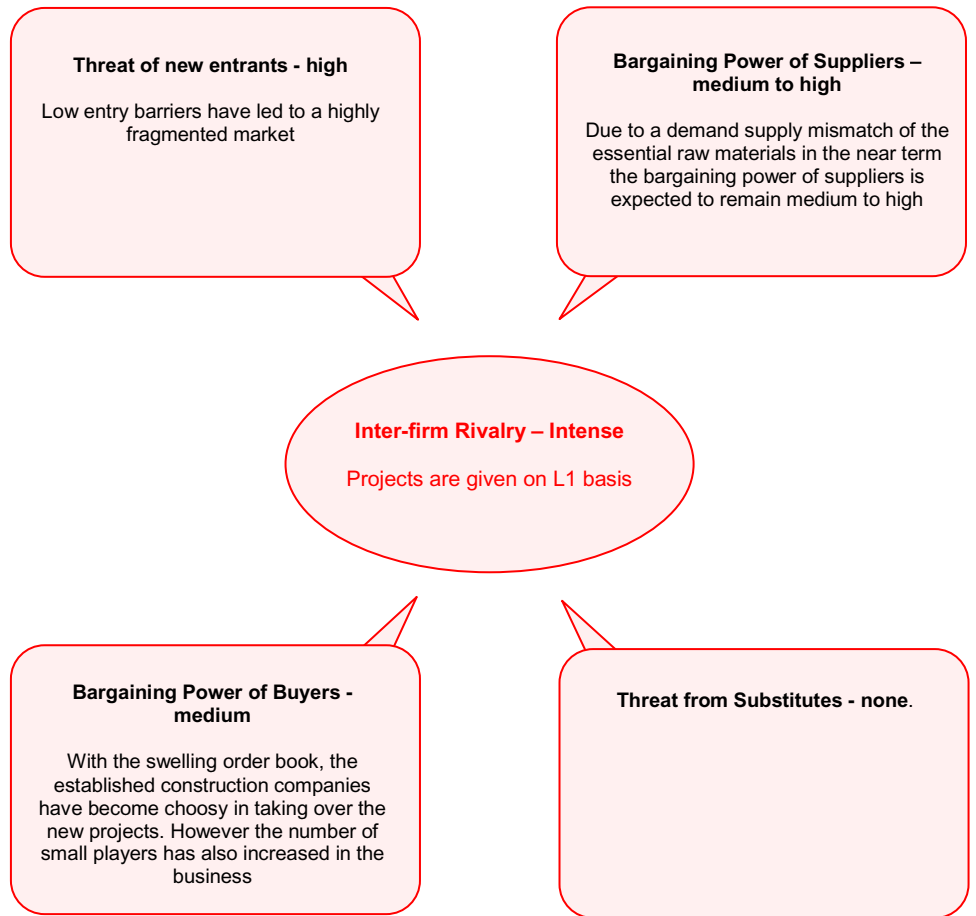 Threat of new entrants - high
Low entry barriers have led to a highly
fragmented market
Bargaining Power of Suppliers –
medium to high
Due to a demand supply mismatch of the
essential raw materials in the near term
the bargaining power of suppliers is
expected to remain medium to high
Inter-firm Rivalry – Intense
Projects are given on L1 basis
Bargaining Power of Buyers -
medium
With the swelling order book, the
established construction companies
have become choosy in taking over the
new projects. However the number of
small players has also increased in the
business
Threat from Substitutes - none.